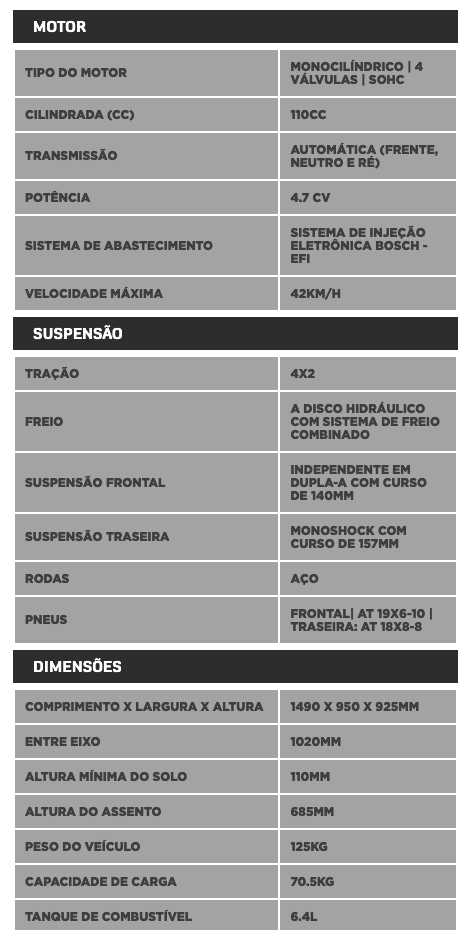 MOTOR
TIPO DO MOTOR
MONOCILÍNDRICO | 4
VÁLVULAS | SOHC
CILINDRADA (CC)
110CC
TRANSMISSÃO
AUTOMÁTICA (FRENTE,
NEUTRO E RÉ)
POTÊNCIA
4.7 CV
SISTEMA DE ABASTECIMENTO
SISTEMA DE INJEÇÃO
ELETRÔNICA BOSCH -
EFI
VELOCIDADE MÁXIMA
42KM/H
SUSPENSÃO
TRAÇÃO
4X2
FREIO
A DISCO HIDRÁULICO
COM SISTEMA DE FREIO
COMBINADO
SUSPENSÃO FRONTAL
INDEPENDENTE EM
DUPLA-A COM CURSO
DE 140MM
SUSPENSÃO TRASEIRA
MONOSHOCK COM
CURSO DE 157MM
RODAS
AÇO
PNEUS
FRONTAL| AT 19X6-10 |
TRASEIRA: AT 18X8-8
DIMENSÕES
COMPRIMENTO X LARGURA X ALTURA
1490 X 950 X 925MM
ENTRE EIXO
1020MM
ALTURA MÍNIMA DO SOLO
110MM
ALTURA DO ASSENTO
685MM
PESO DO VEÍCULO
125KG
CAPACIDADE DE CARGA
70.5KG
TANQUE DE COMBUSTÍVEL
6.4L